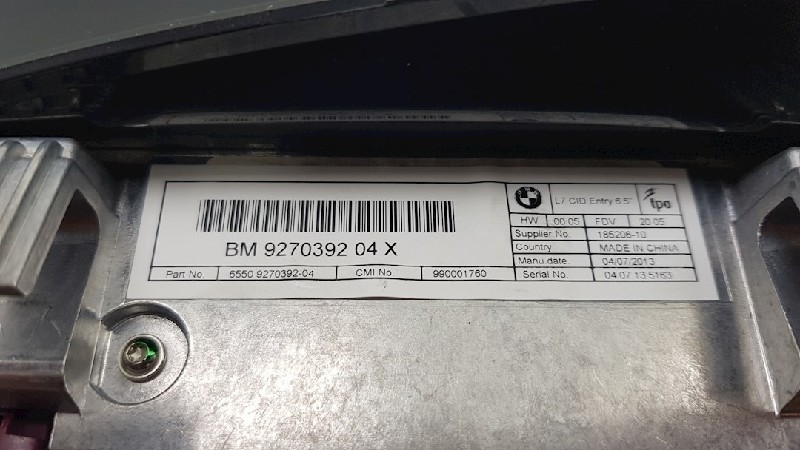 BM 9270392 04 X
Part No. 6550 9270392-04 CMI No 990001760
L7 CID Entry 6.5"
HW 00.05 FDV 20.05
Supplier No. 185206-10
Country MADE IN CHINA
Manu.date. 04/07/2013
Serial No. 04 07 13 5163